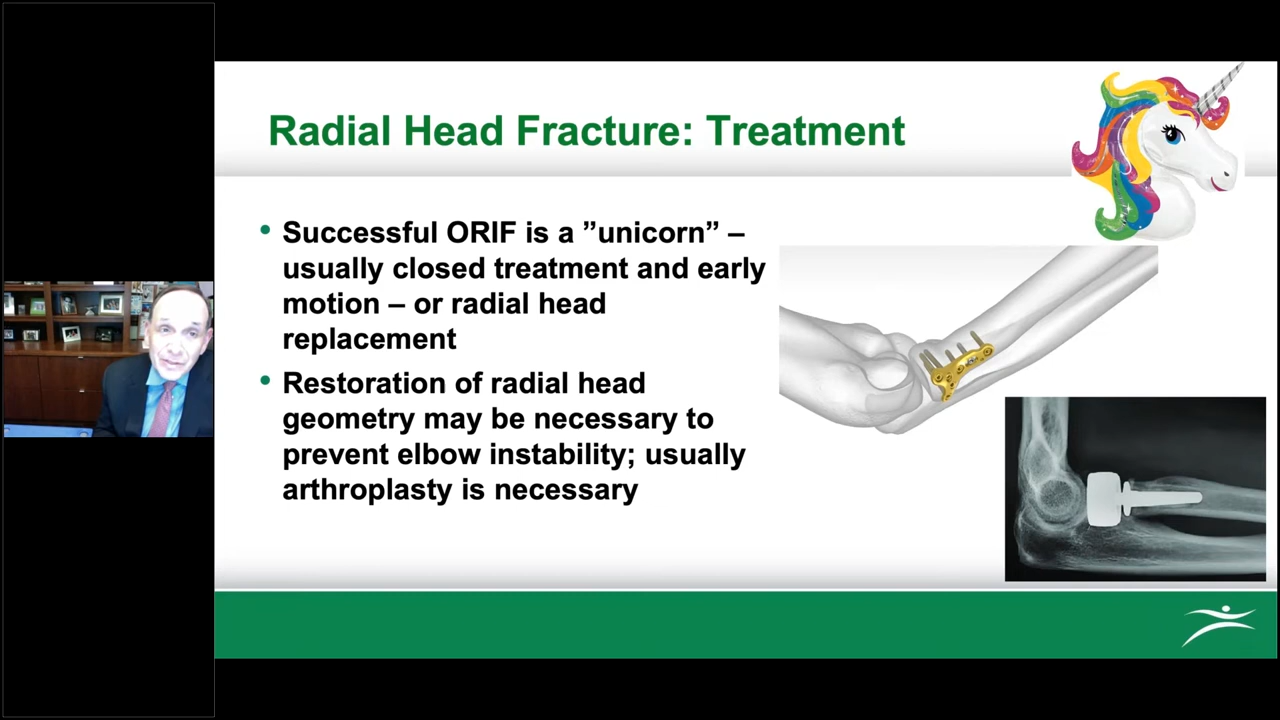 Radial Head Fracture: Treatment
• Successful ORIF is a ”unicorn” –
usually closed treatment and early
motion – or radial head
replacement
• Restoration of radial head
geometry may be necessary to
prevent elbow instability; usually
arthroplasty is necessary